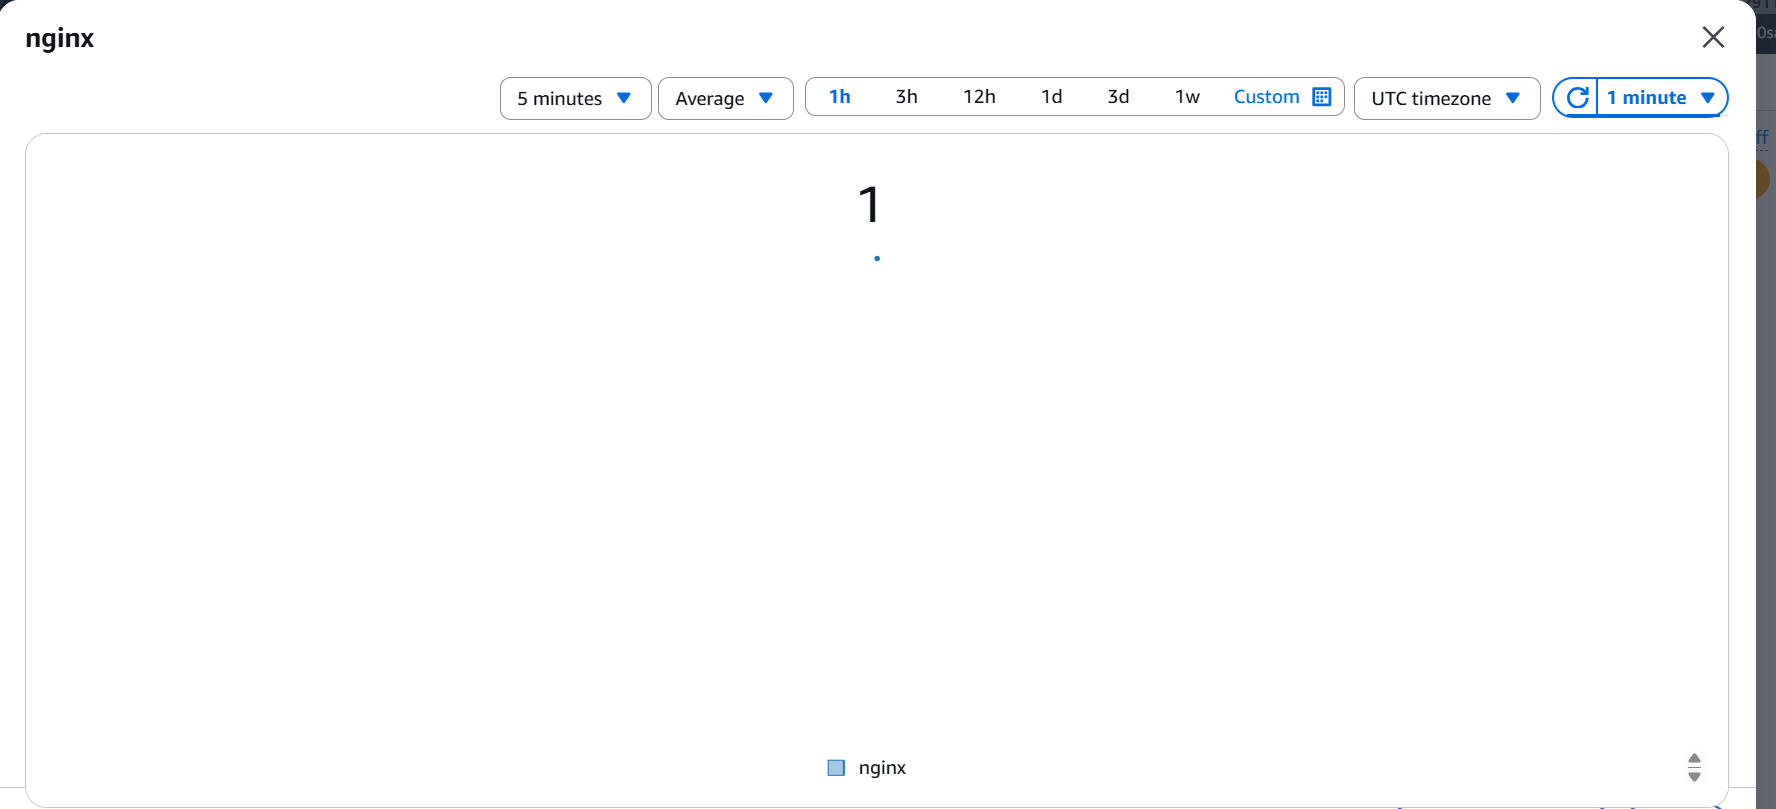 nginx
5 minutes Average 1h 3h 12h 1d 3d 1w Custom UTC timezone 1 minute
1
nginx